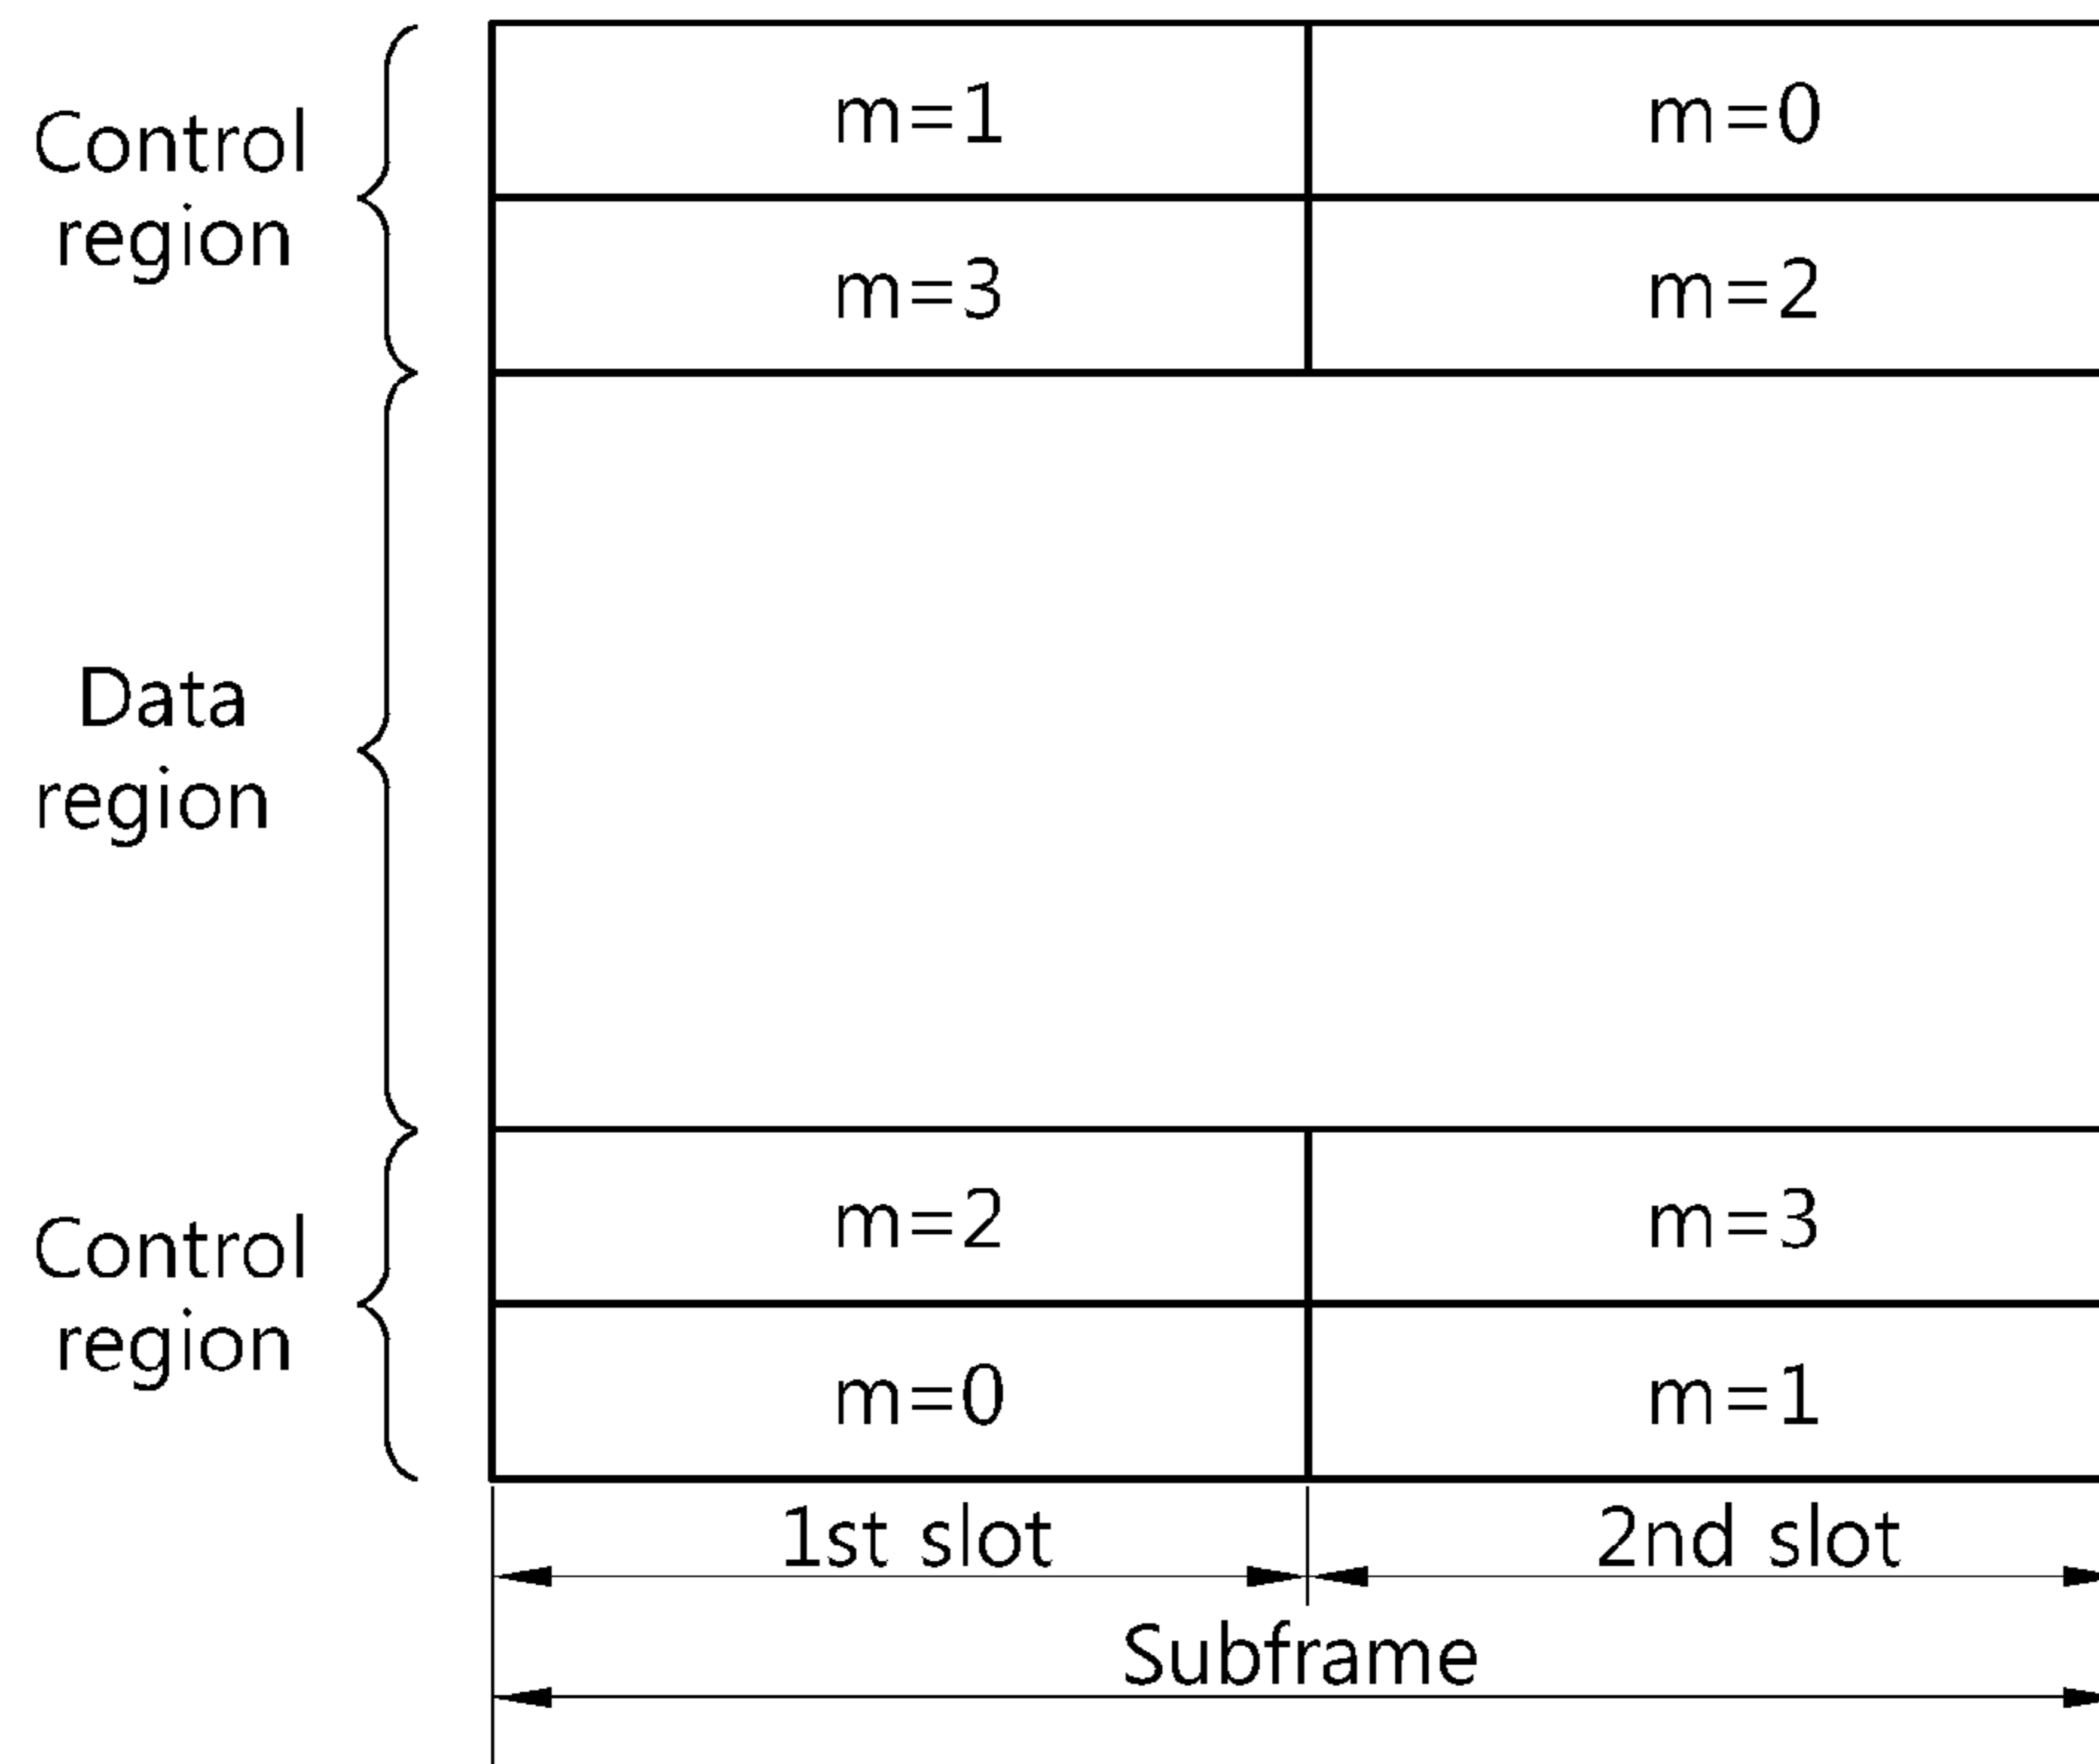 Control
region
m=1
m=0
m=3
m=2
Data
region
Control
region
m=2
m=3
m=0
m=1
1st slot
2nd slot
Subframe